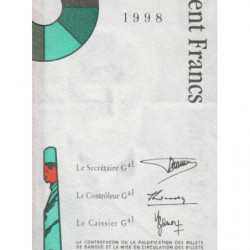 1998
ent Francs
Le Secrétaire Gal
Le Contrôleur Gal
Le Caissier Gal
LA CONTREFAÇON OU LA FALSIFICATION DES BILLETS
DE BANQUE ET LA MISE EN CIRCULATION DES BILLETS